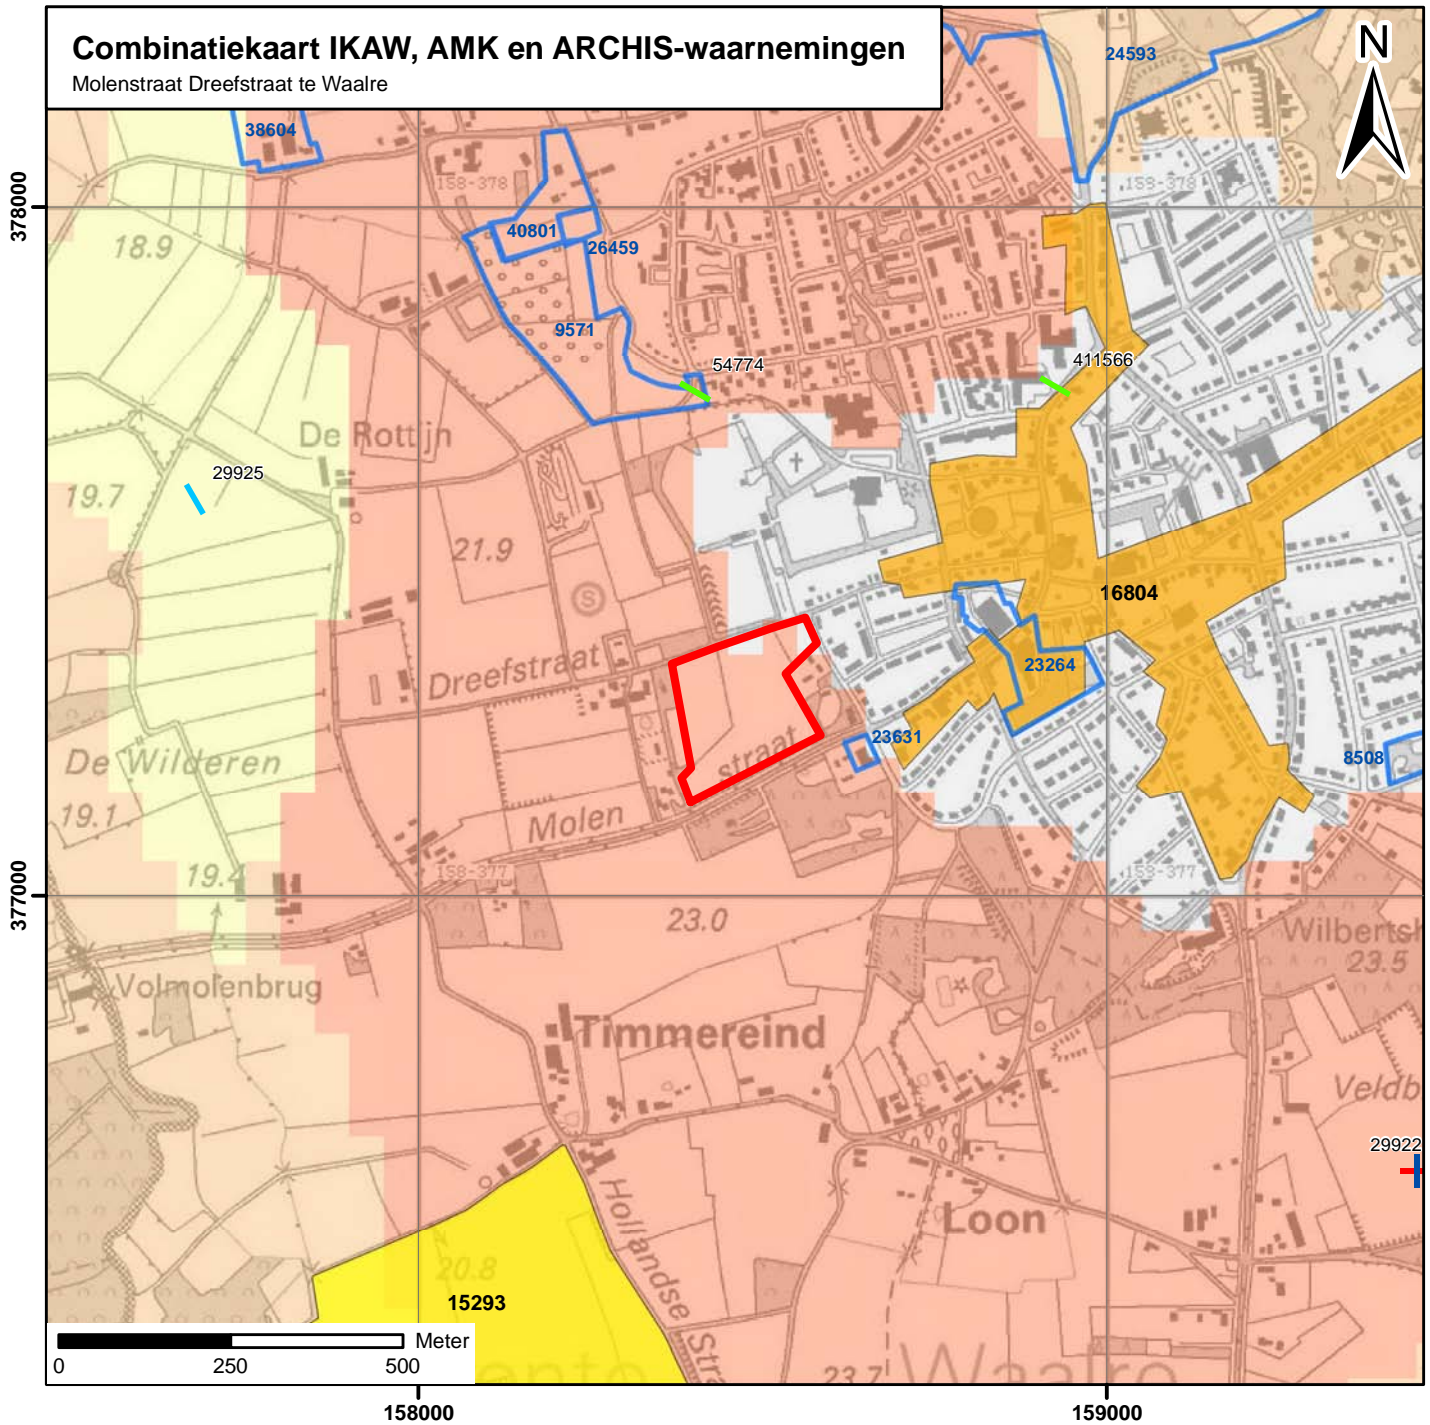 Combinatiekaart IKAW, AMK en ARCHIS-waarnemingen
Molenstraat Dreefstraat te Waalre
N
24593
38604
158-378
158-378
378000
40801
26459
18.9
9571
54774
411566
De Rottijn
29925
19.7
21.9
S
16804
Dreefstraat
23264
De Wilderen
straat
23631
8508
19.1
Molen
19.4
158-377
158-377
377000
23.0
Wilbertsh
23.5
Volmolenbrug
Timmereind
Veldb
29922
Hollandse Stra
Loon
20.8
15293
Meter
0
250
500
ente
23.7
Waalre
158000
159000